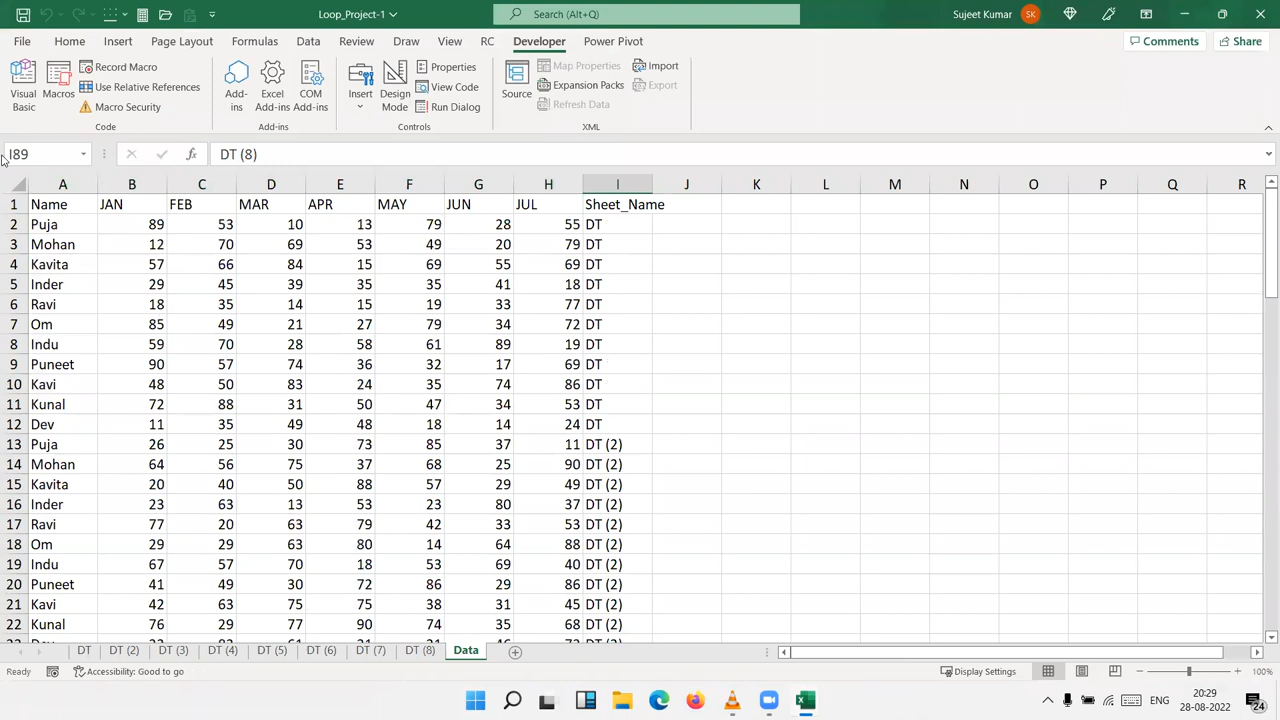 Loop_Project-1
Search (Alt+Q)
Sujeet Kumar
SK
File Home Insert Page Layout Formulas Data Review Draw View RC Developer Power Pivot
Comments Share
Visual Basic
Macros
Record Macro
Use Relative References
Macro Security
Code
Add-ins
Excel Add-ins
COM Add-ins
Add-ins
Insert
Design Mode
Properties
View Code
Run Dialog
Controls
Source
Map Properties
Expansion Packs
Refresh Data
Import
Export
XML
I89
fx DT (8)
A B C D E F G H I J K L M N O P Q R
1 Name JAN FEB MAR APR MAY JUN JUL Sheet_Name
2 Puja 89 53 10 13 79 28 55 DT
3 Mohan 12 70 69 53 49 20 79 DT
4 Kavita 57 66 84 15 69 55 69 DT
5 Inder 29 45 39 35 35 41 18 DT
6 Ravi 18 35 14 15 19 33 77 DT
7 Om 85 49 21 27 79 34 72 DT
8 Indu 59 70 28 58 61 89 19 DT
9 Puneet 90 57 74 36 32 17 69 DT
10 Kavi 48 50 83 24 35 74 86 DT
11 Kunal 72 88 31 50 47 34 53 DT
12 Dev 11 35 49 48 18 14 24 DT
13 Puja 26 25 30 73 85 37 11 DT (2)
14 Mohan 64 56 75 37 68 25 90 DT (2)
15 Kavita 20 40 50 88 57 29 49 DT (2)
16 Inder 23 63 13 53 23 80 37 DT (2)
17 Ravi 77 20 63 79 42 33 53 DT (2)
18 Om 29 29 63 80 14 64 88 DT (2)
19 Indu 67 57 70 18 53 69 40 DT (2)
20 Puneet 41 49 30 72 86 29 86 DT (2)
21 Kavi 42 63 75 75 38 31 45 DT (2)
22 Kunal 76 29 77 90 74 35 68 DT (2)
DT DT (2) DT (3) DT (4) DT (5) DT (6) DT (7) DT (8) Data
Ready
Accessibility: Good to go
Display Settings
100%
ENG
20:29
28-08-2022
24